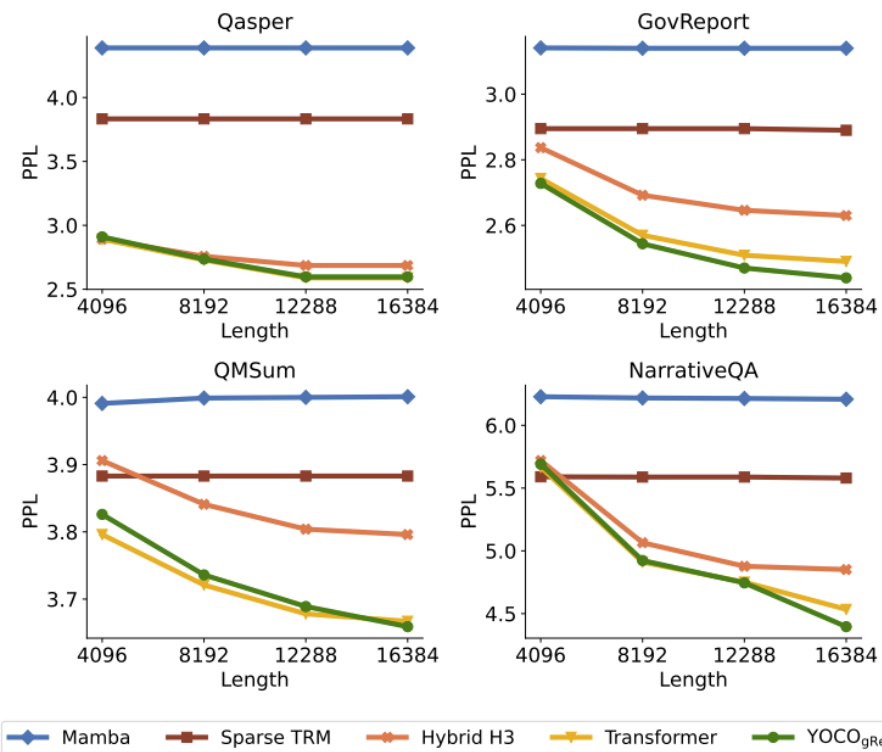 Qasper
PPL
4.0
3.5
3.0
2.5
4096 8192 12288 16384
Length
GovReport
PPL
3.0
2.8
2.6
4096 8192 12288 16384
Length
QMSum
PPL
4.0
3.9
3.8
3.7
4096 8192 12288 16384
Length
NarrativeQA
PPL
6.0
5.5
5.0
4.5
4096 8192 12288 16384
Length
Mamba Sparse TRM Hybrid H3 Transformer YOCOgRe